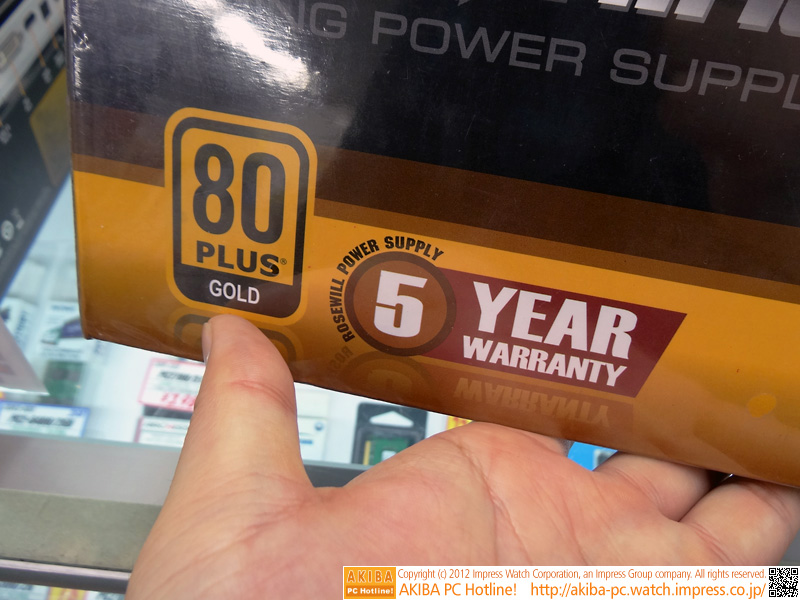 NG POWER SUPPL
80
PLUS®
GOLD
ROSEWILL POWER SUPPLY
5
YEAR
WARRANTY
WARRANTY
AKIBA
PC Hotline!
Copyright (c) 2012 Impress Watch Corporation, an Impress Group company. All rights reserved.
AKIBA PC Hotline! http://akiba-pc.watch.impress.co.jp/